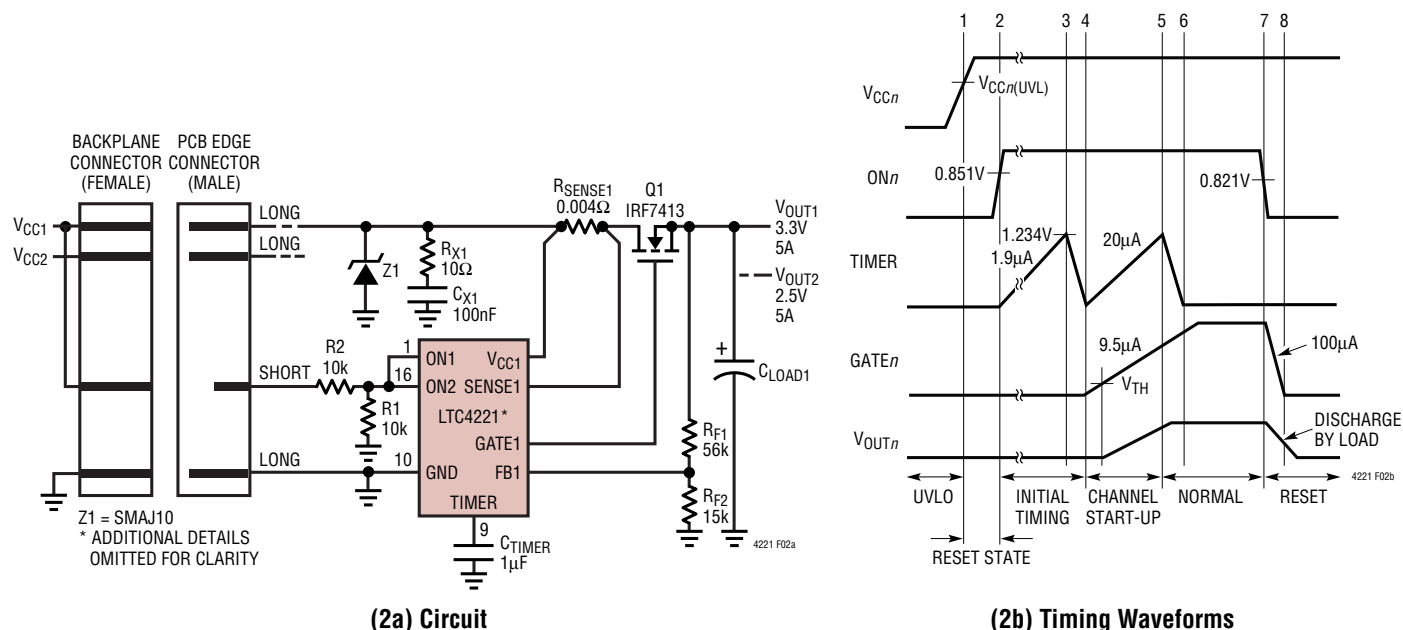 BACKPLANE
CONNECTOR
(FEMALE)
PCB EDGE
CONNECTOR
(MALE)
VCC1
VCC2
LONG
LONG
SHORT
LONG
Z1
RX1
10Ω
CX1
100nF
RSENSE1
0.004Ω
Q1
IRF7413
VOUT1
3.3V
5A
VOUT2
2.5V
5A
R2
10k
R1
10k
1
16
10
9
ON1
ON2
LTC4221*
GND
TIMER
VCC1
SENSE1
GATE1
FB1
+
CLOAD1
RF1
56k
RF2
15k
CTIMER
1µF
4221 F02a
Z1 = SMAJ10
* ADDITIONAL DETAILS
OMITTED FOR CLARITY
(2a) Circuit
1 2 3 4 5 6 7 8
VCCn
VCCn(UVL)
ONn
0.851V
0.821V
TIMER
1.234V
1.9µA
20µA
GATEn
9.5µA
VTH
100µA
VOUTn
DISCHARGE
BY LOAD
4221 F02b
UVLO
INITIAL
TIMING
CHANNEL
START-UP
NORMAL
RESET
RESET STATE
(2b) Timing Waveforms